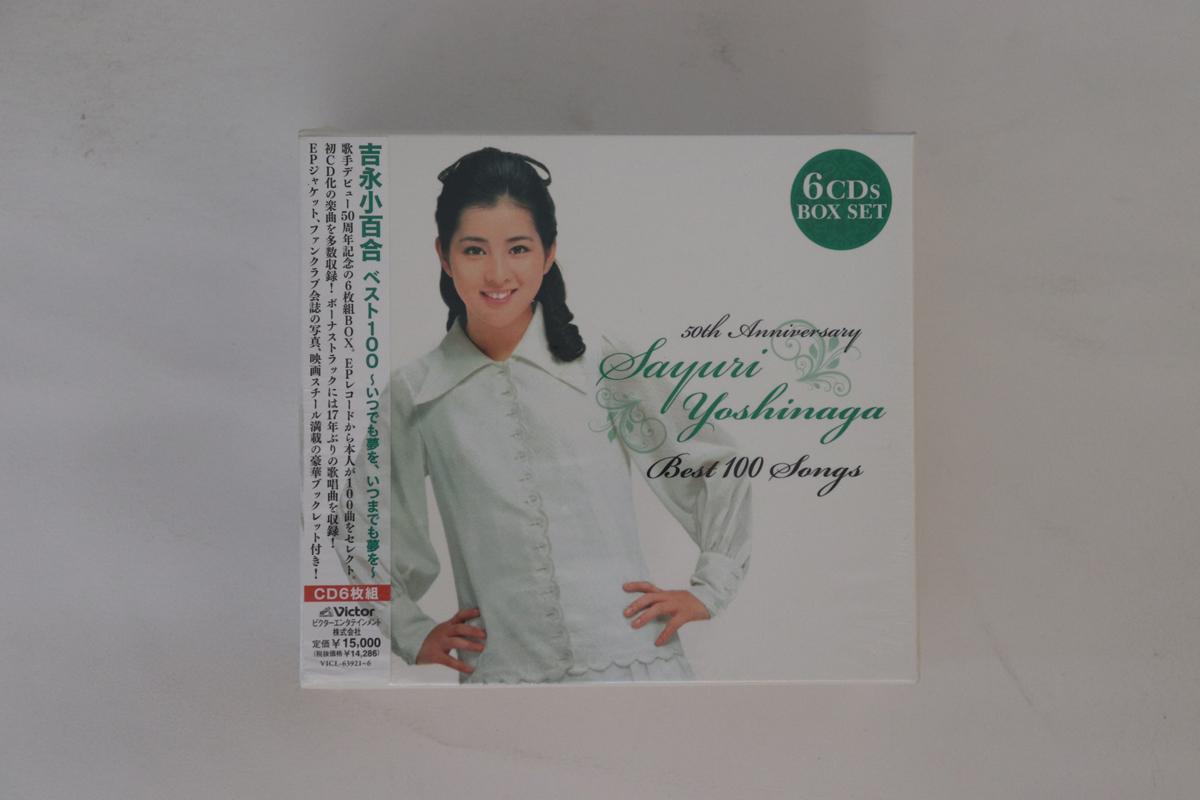 吉永小百合 ベスト100 ~いつでも夢を、いつまでも夢を~
歌手デビュー50周年記念の6枚組BOX。EPレコードから本人が100曲をセレクト。
初CD化の楽曲を多数収録! ボーナストラックには17年ぶりの歌唱曲を収録!
EPジャケット、ファンクラブ会誌の写真、映画スチール満載の豪華ブックレット付き!
CD6枚組
Victor
ビクターエンタテインメント
株式会社
定価¥15,000
(税抜価格¥14,286)
VICL-63921~6
6CDs
BOX SET
50th Anniversary
Sayuri
Yoshinaga
Best 100 Songs